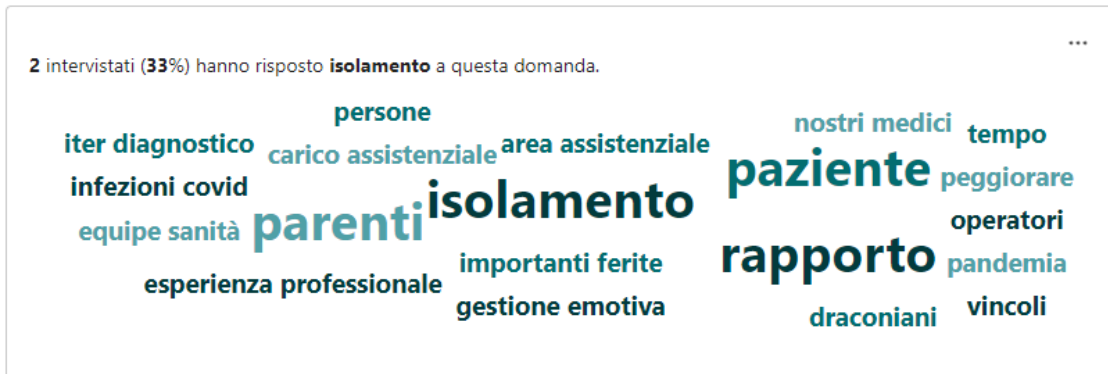 ...
2 intervistati (33%) hanno risposto isolamento a questa domanda.
persone
nostri medici
tempo
iter diagnostico
carico assistenziale
area assistenziale
paziente
peggiorare
infezioni covid
isolamento
equipe sanità
parenti
operatori
rapporto
importanti ferite
pandemia
esperienza professionale
gestione emotiva
draconiani
vincoli